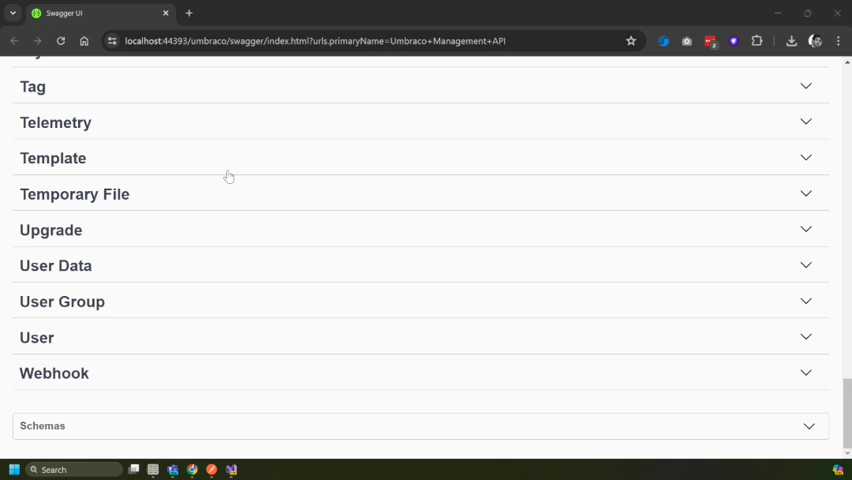 Swagger UI
localhost:44393/umbraco/swagger/index.html?urls.primaryName=Umbraco+Management+API
Tag
Telemetry
Template
Temporary File
Upgrade
User Data
User Group
User
Webhook
Schemas
Search